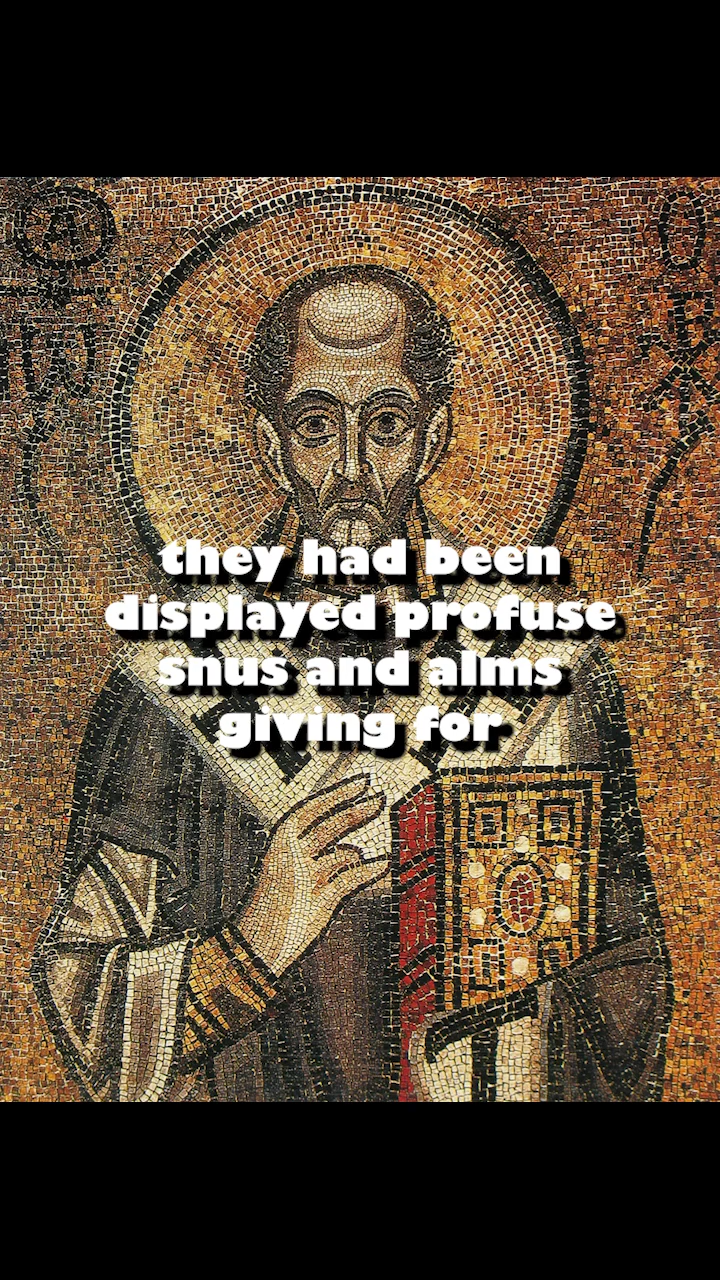 they had been
displayed profuse
snus and alms
giving for